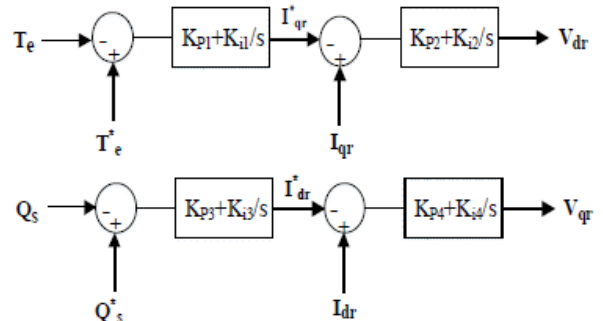 I*qr
Te - + KP1+Ki1/s - + KP2+Ki2/s Vdr
T*e Iqr
I*dr
Qs - + KP3+Ki3/s - + KP4+Ki4/s Vqr
Q*s Idr